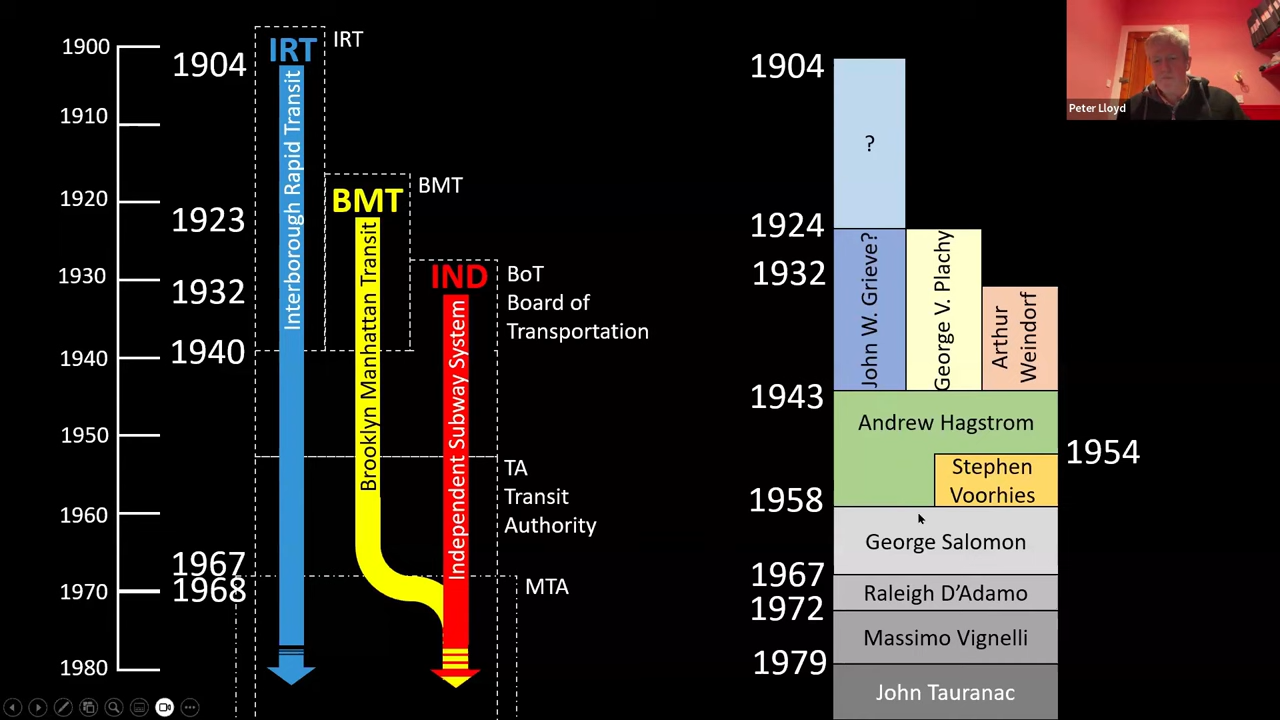 1900
1910
1920
1930
1940
1950
1960
1970
1980
1904
1923
1932
1940
1967
1968
IRT
IRT
Interborough Rapid Transit
BMT
BMT
Brooklyn Manhattan Transit
IND
Independent Subway System
BoT
Board of
Transportation
TA
Transit
Authority
MTA
1904
1924
1932
1943
1954
1958
1967
1972
1979
?
John W. Grieve?
George V. Plachy
Arthur
Weindorf
Andrew Hagstrom
Stephen
Voorhies
George Salomon
Raleigh D’Adamo
Massimo Vignelli
John Tauranac
Peter Lloyd